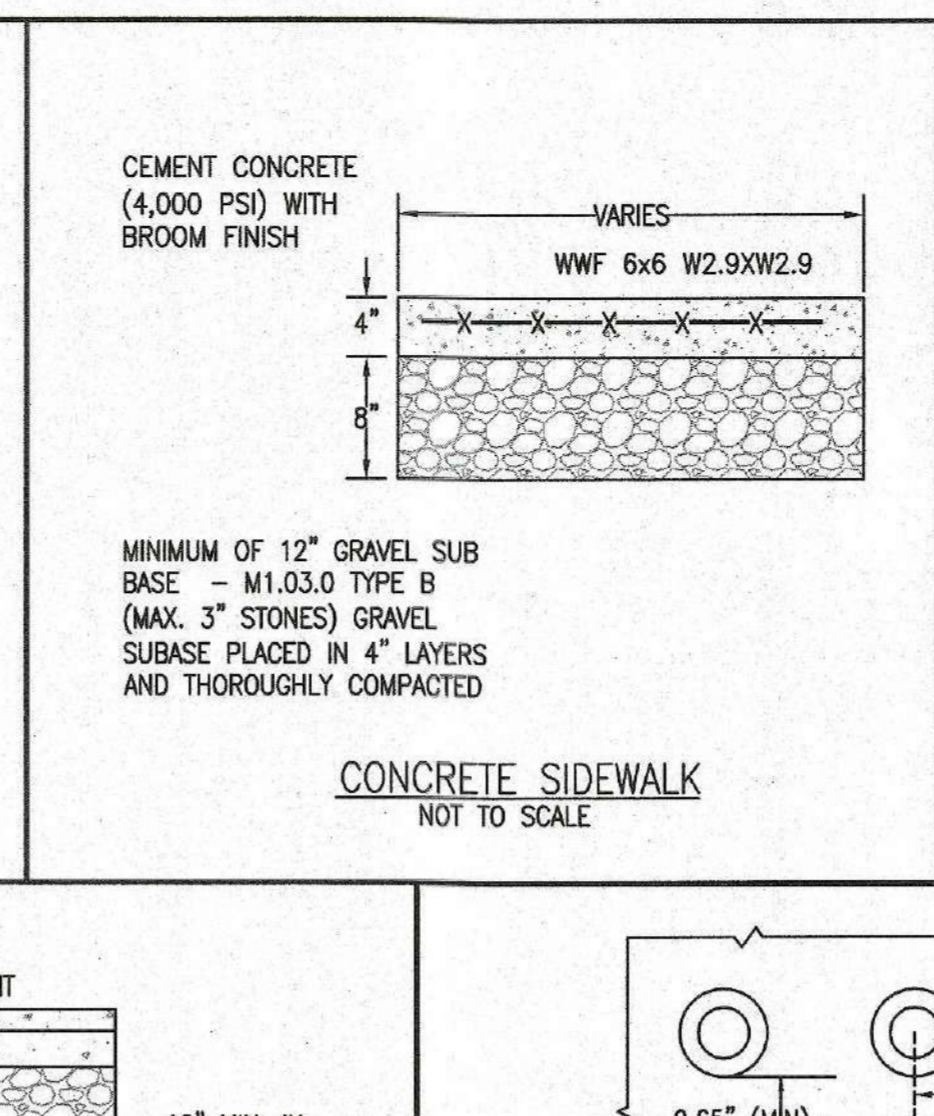 CEMENT CONCRETE
(4,000 PSI) WITH
BROOM FINISH
VARIES
WWF 6x6 W2.9XW2.9
4"
8"
MINIMUM OF 12" GRAVEL SUB
BASE - M1.03.0 TYPE B
(MAX. 3" STONES) GRAVEL
SUBASE PLACED IN 4" LAYERS
AND THOROUGHLY COMPACTED
CONCRETE SIDEWALK
NOT TO SCALE